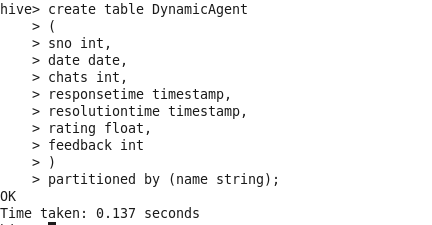 hive> create table DynamicAgent
> (
> sno int,
> date date,
> chats int,
> responsetime timestamp,
> resolutiontime timestamp,
> rating float,
> feedback int
> )
> partitioned by (name string);
OK
Time taken: 0.137 seconds